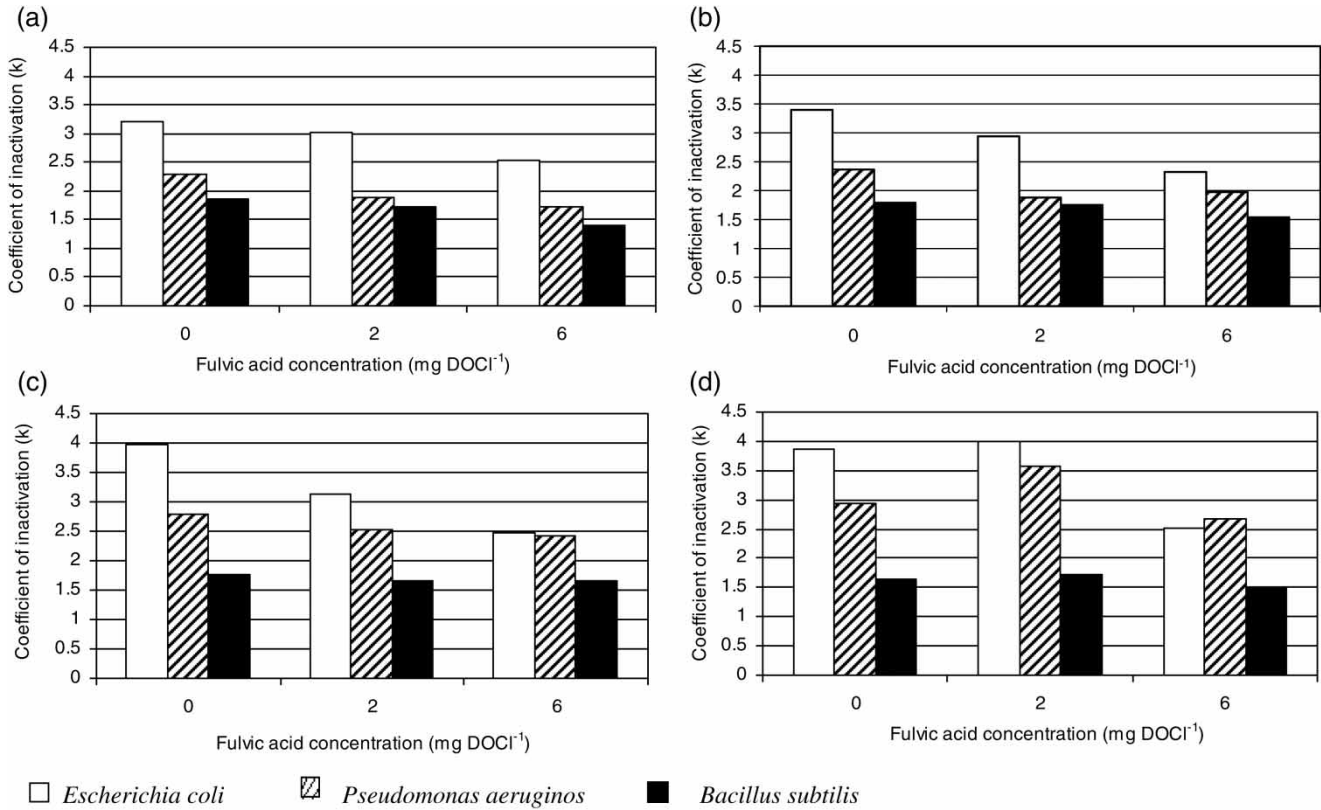 (a)
Coefficient of inactivation (k)
4.5
4
3.5
3
2.5
2
1.5
1
0.5
0
0 2 6
Fulvic acid concentration (mg DOCl⁻¹)
(b)
Coefficient of inactivation (k)
4.5
4
3.5
3
2.5
2
1.5
1
0.5
0
0 2 6
Fulvic acid concentration (mg DOCl⁻¹)
(c)
Coefficient of inactivation (k)
4.5
4
3.5
3
2.5
2
1.5
1
0.5
0
0 2 6
Fulvic acid concentration (mg DOCl⁻¹)
(d)
Coefficient of inactivation (k)
4.5
4
3.5
3
2.5
2
1.5
1
0.5
0
0 2 6
Fulvic acid concentration (mg DOCl⁻¹)
Escherichia coli Pseudomonas aeruginos Bacillus subtilis